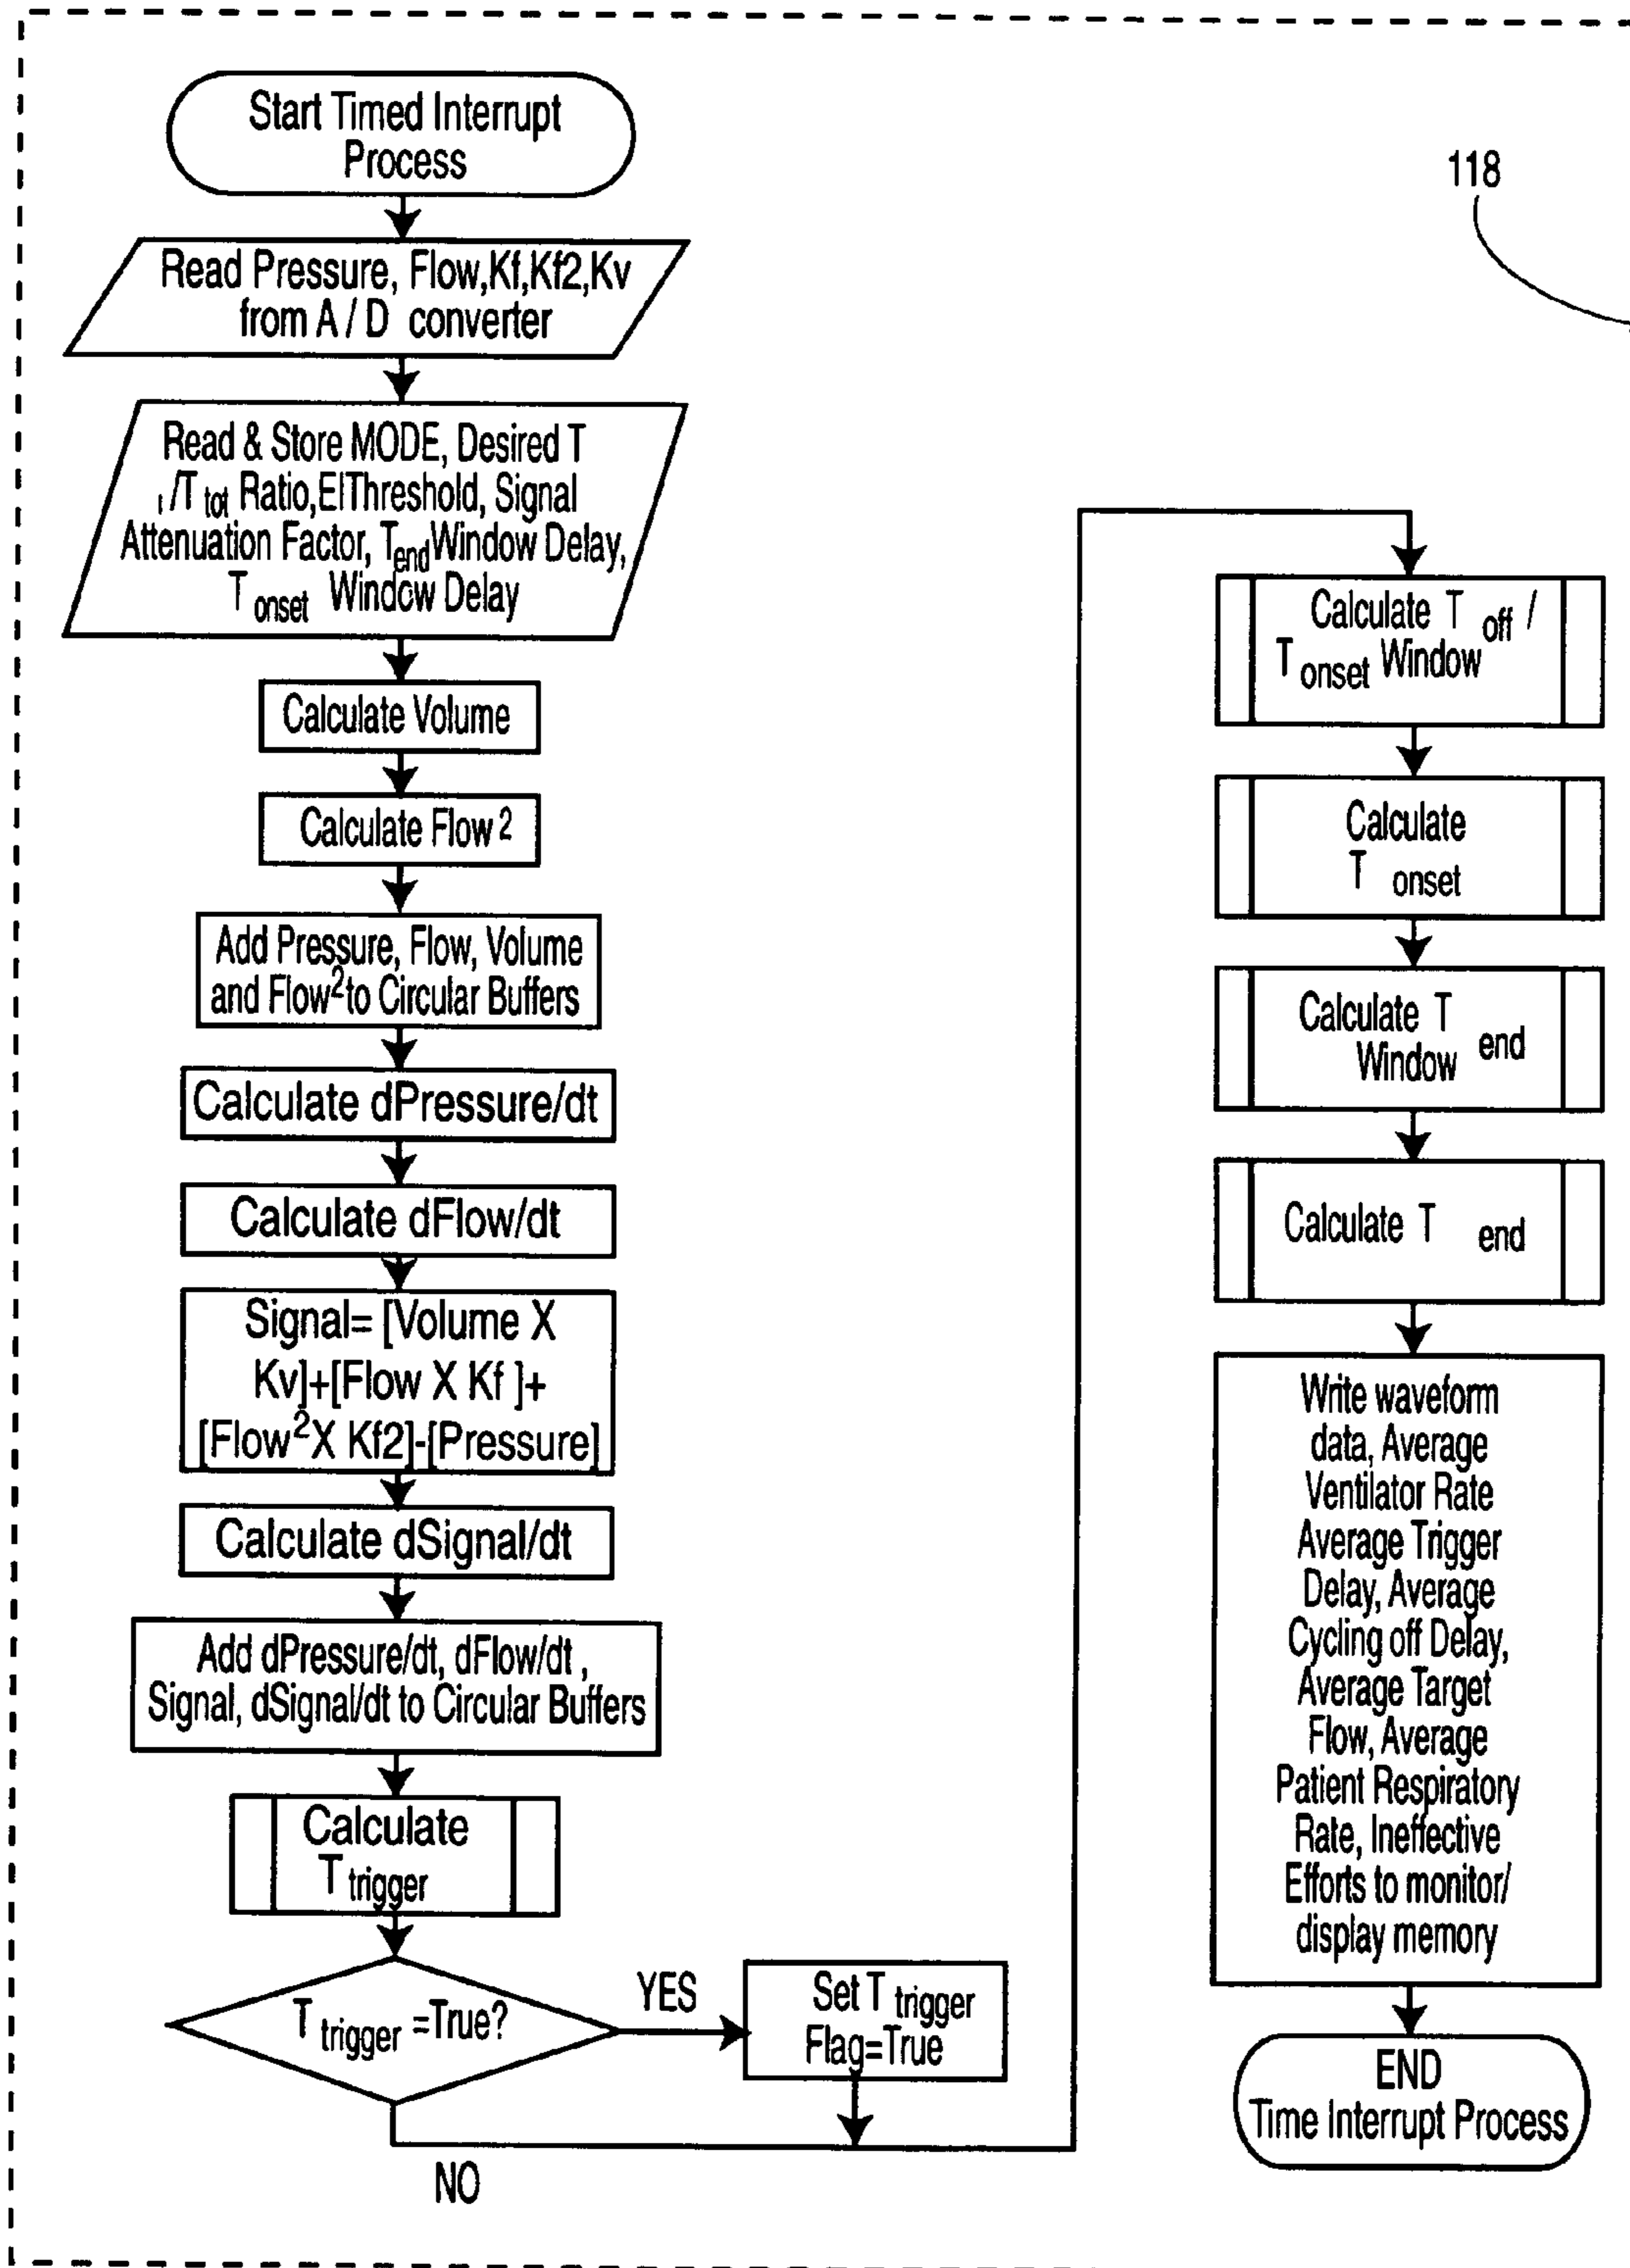 Start Timed Interrupt
Process
118
Read Pressure, Flow,Kf,Kf2,Kv
from A / D converter
Read & Store MODE, Desired T
I /T tot Ratio,EIThreshold, Signal
Attenuation Factor, T end Window Delay,
T onset Window Delay
Calculate Volume
Calculate Flow 2
Add Pressure, Flow, Volume
and Flow2 to Circular Buffers
Calculate dPressure/dt
Calculate dFlow/dt
Signal= [Volume X
Kv]+[Flow X Kf ]+
[Flow2X Kf2]-[Pressure]
Calculate dSignal/dt
Add dPressure/dt, dFlow/dt ,
Signal, dSignal/dt to Circular Buffers
Calculate
T trigger
T trigger =True?
YES
Set T trigger
Flag=True
NO
Calculate T off /
T onset Window
Calculate
T onset
Calculate T end
Window
Calculate T end
Write waveform
data, Average
Ventilator Rate
Average Trigger
Delay, Average
Cycling off Delay,
Average Target
Flow, Average
Patient Respiratory
Rate, Ineffective
Efforts to monitor/
display memory
END
Time Interrupt Process